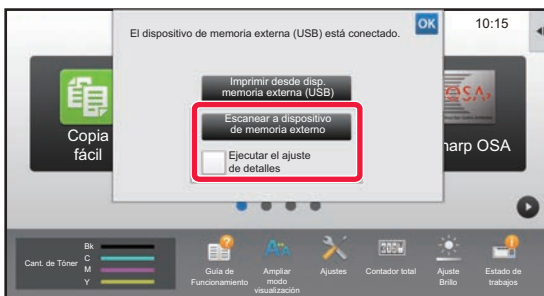 El dispositivo de memoria externa (USB) está conectado.
OK
10:15
Imprimir desde disp.
memoria externa (USB)
Escanear a dispositivo
de memoria externo
Ejecutar el ajuste
de detalles
Copia
fácil
OSA
harp OSA
Cant. de Tóner
Bk
C
M
Y
Guía de
Funcionamiento
Ampliar
modo
visualización
Ajustes
Contador total
Ajuste
Brillo
Estado de
trabajos